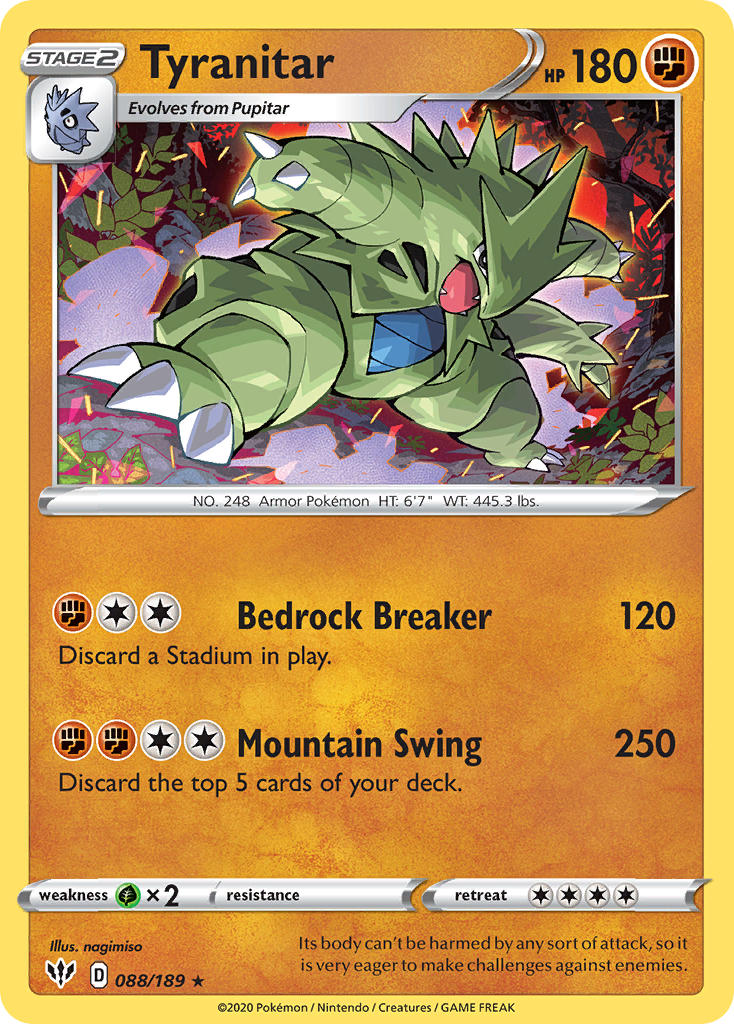 STAGE 2
Tyranitar
HP 180
Evolves from Pupitar
NO. 248 Armor Pokémon HT: 6'7" WT: 445.3 lbs.
Bedrock Breaker 120
Discard a Stadium in play.
Mountain Swing 250
Discard the top 5 cards of your deck.
weakness ×2 resistance retreat
Illus. nagimiso
Its body can't be harmed by any sort of attack, so it
is very eager to make challenges against enemies.
D 088/189 ★
©2020 Pokémon / Nintendo / Creatures / GAME FREAK